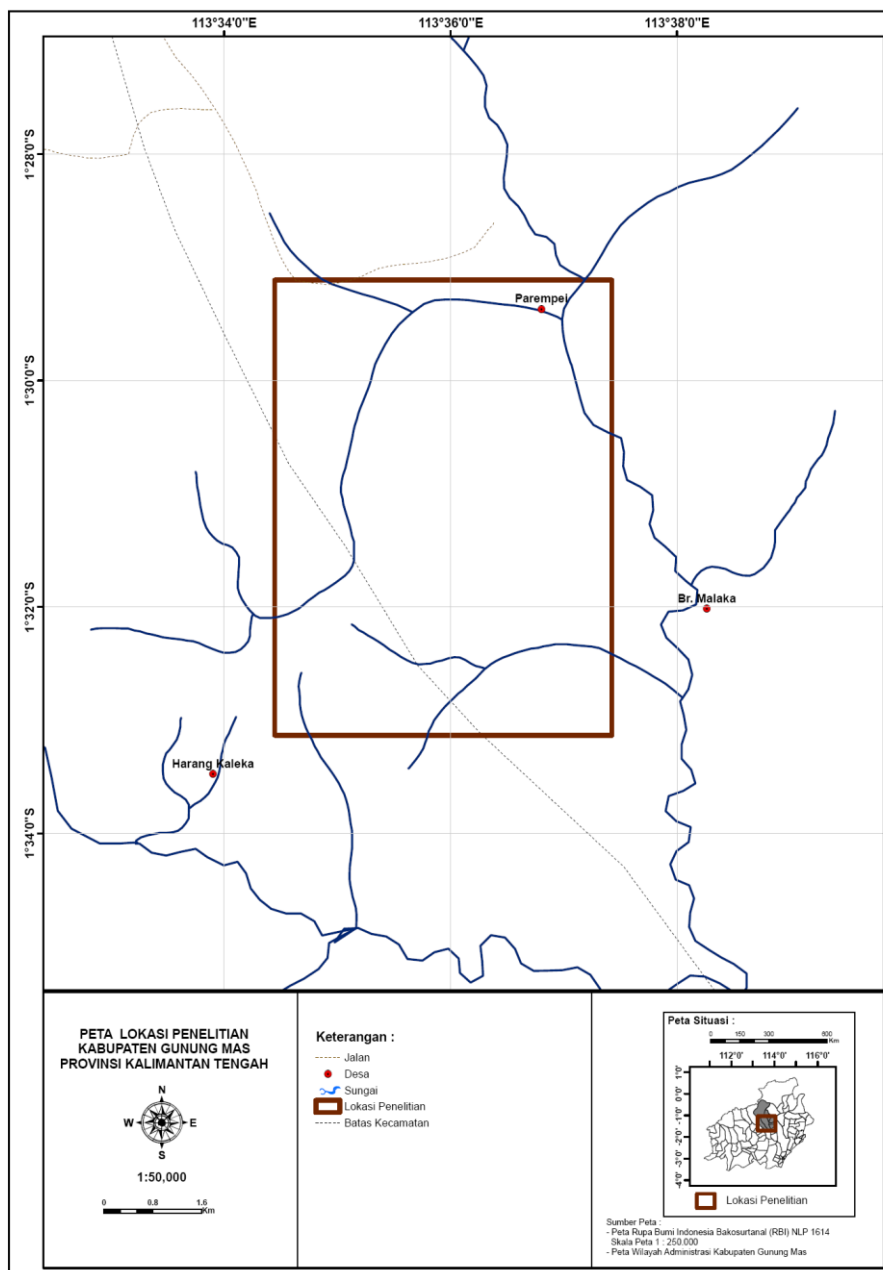 113°34'0"E
113°36'0"E
113°38'0"E
1°28'0"S
Parempei
1°30'0"S
1°32'0"S
Br. Malaka
Harang Kaleka
1°34'0"S
PETA LOKASI PENELITIAN
KABUPATEN GUNUNG MAS
PROVINSI KALIMANTAN TENGAH
N
W
E
S
1:50,000
0
0.8
1.6
Km
Keterangan :
Jalan
Desa
Sungai
Lokasi Penelitian
Batas Kecamatan
Peta Situasi :
0
150
300
600
Km
112°0'
114°0'
116°0'
1°0'
0°0'
-1°0'
-2°0'
-3°0'
-4°0'
Lokasi Penelitian
Sumber Peta :
- Peta Rupa Bumi Indonesia Bakosurtanal (RBI) NLP 1614
Skala Peta 1 : 250.000
- Peta Wilayah Administrasi Kabupaten Gunung Mas